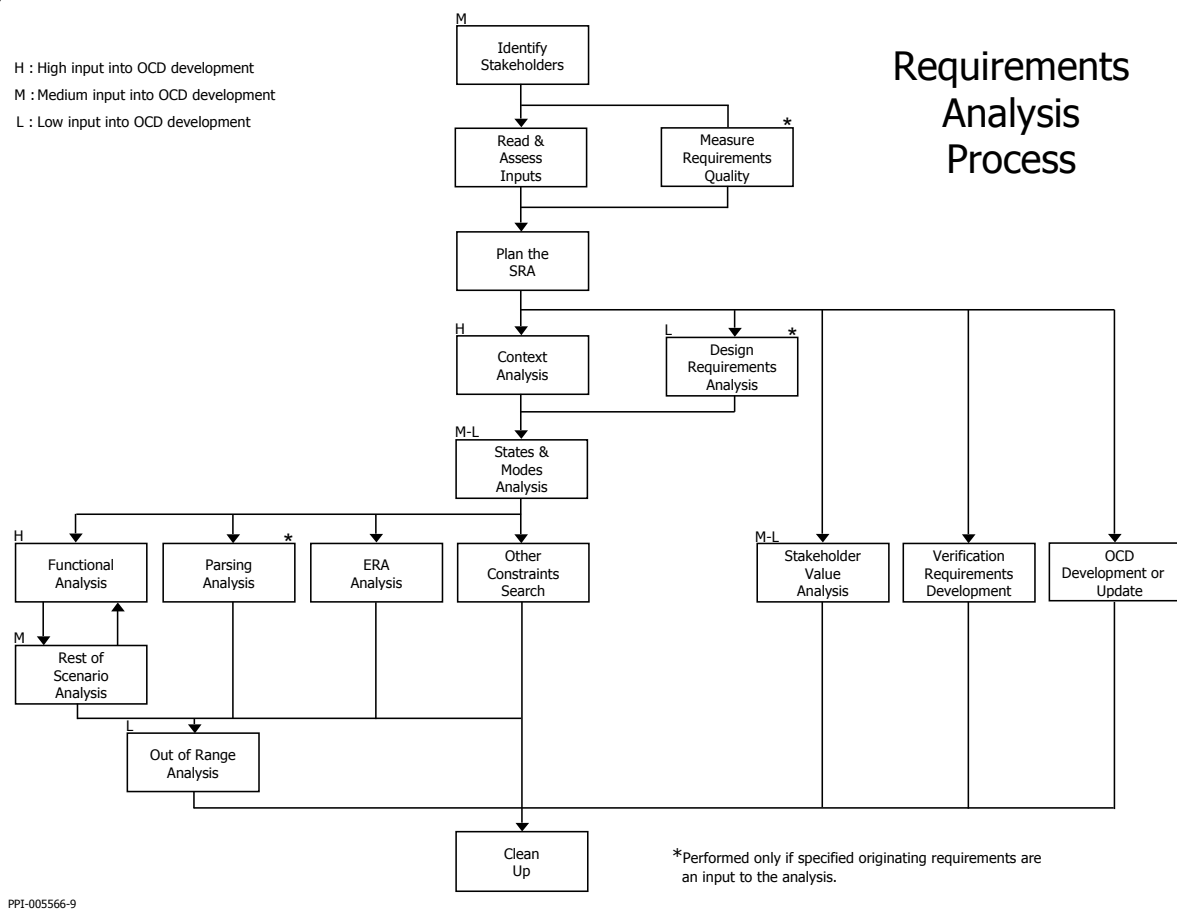 M
Identify
Stakeholders
H : High input into OCD development
M : Medium input into OCD development
L : Low input into OCD development
Requirements
Analysis
Process
Read &
Assess
Inputs
*
Measure
Requirements
Quality
Plan the
SRA
H
Context
Analysis
L
*
Design
Requirements
Analysis
M-L
States &
Modes
Analysis
H
Functional
Analysis
*
Parsing
Analysis
ERA
Analysis
Other
Constraints
Search
M-L
Stakeholder
Value
Analysis
Verification
Requirements
Development
OCD
Development or
Update
M
Rest of
Scenario
Analysis
L
Out of Range
Analysis
Clean
Up
*Performed only if specified originating requirements are
an input to the analysis.
PPI-005566-9